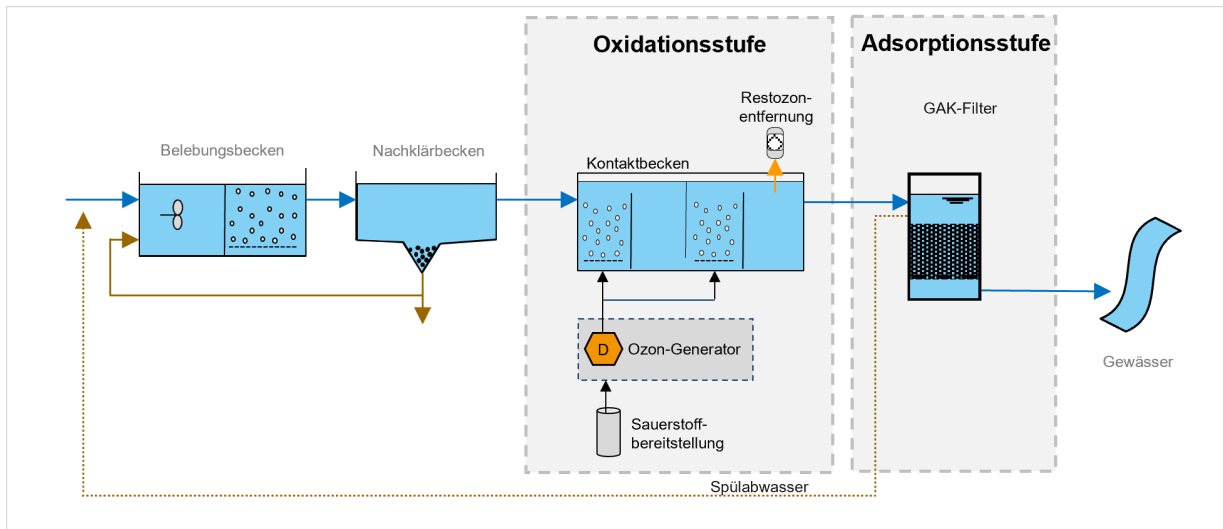 Oxidationsstufe
Adsorptionsstufe
Restozon-
entfernung
GAK-Filter
Belebungsbecken
Nachklärbecken
Kontaktbecken
D
Ozon-Generator
Gewässer
Sauerstoff-
bereitstellung
Spülabwasser